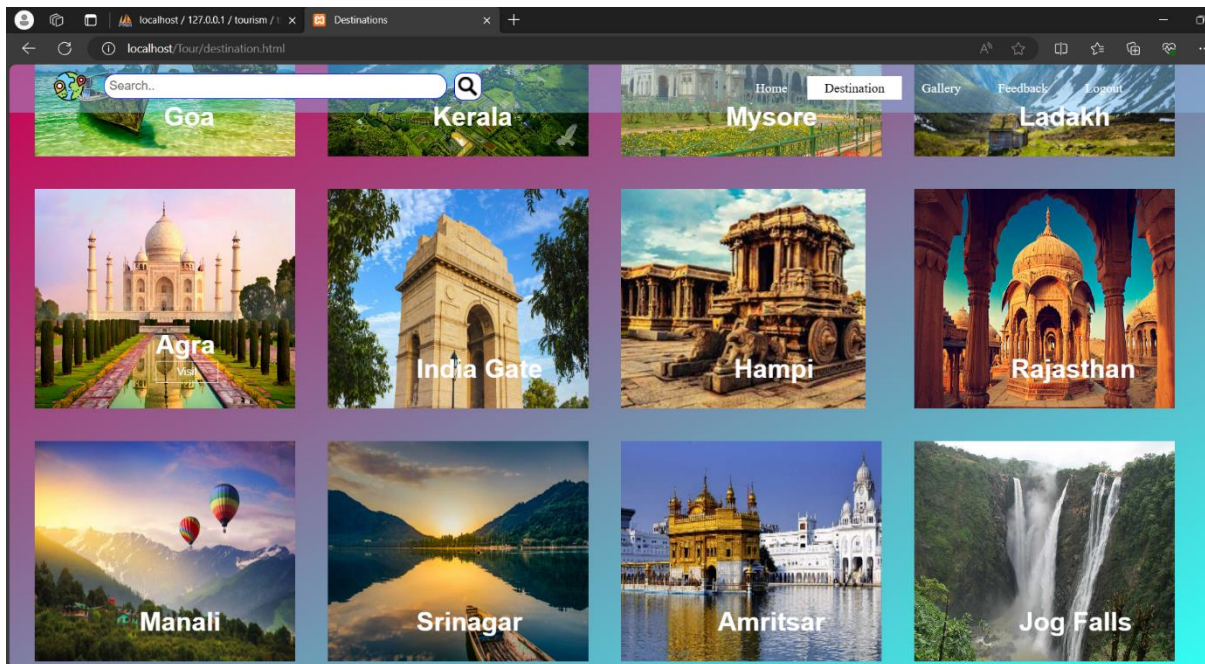 localhost / 127.0.0.1 / tourism / t
Destinations
localhost/Tour/destination.html
Search..
Home Destination Gallery Feedback Logout
Goa Kerala Mysore Ladakh
Agra
Visit
India Gate Hampi Rajasthan
Manali Srinagar Amritsar Jog Falls